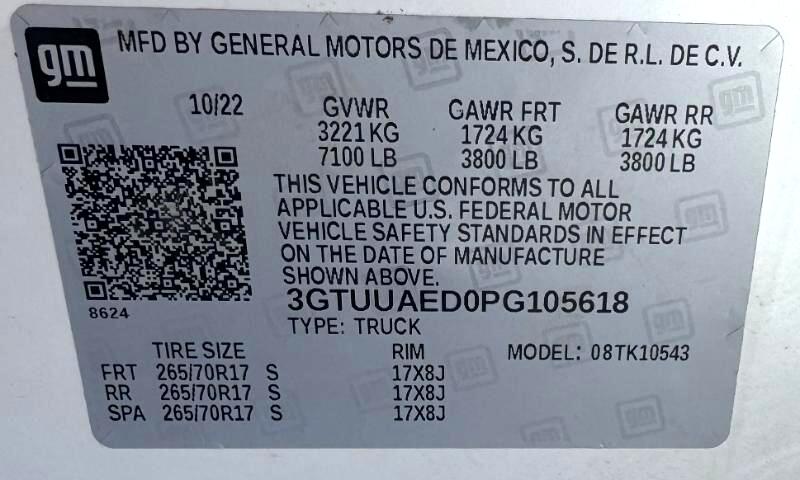 gm
MFD BY GENERAL MOTORS DE MEXICO, S. DE R.L. DE C.V.
10/22 GVWR GAWR FRT GAWR RR
3221 KG 1724 KG 1724 KG
7100 LB 3800 LB 3800 LB
THIS VEHICLE CONFORMS TO ALL
APPLICABLE U.S. FEDERAL MOTOR
VEHICLE SAFETY STANDARDS IN EFFECT
ON THE DATE OF MANUFACTURE
SHOWN ABOVE.
3GTUUAED0PG105618
8624
TYPE: TRUCK
TIRE SIZE RIM MODEL: 08TK10543
FRT 265/70R17 S 17X8J
RR 265/70R17 S 17X8J
SPA 265/70R17 S 17X8J